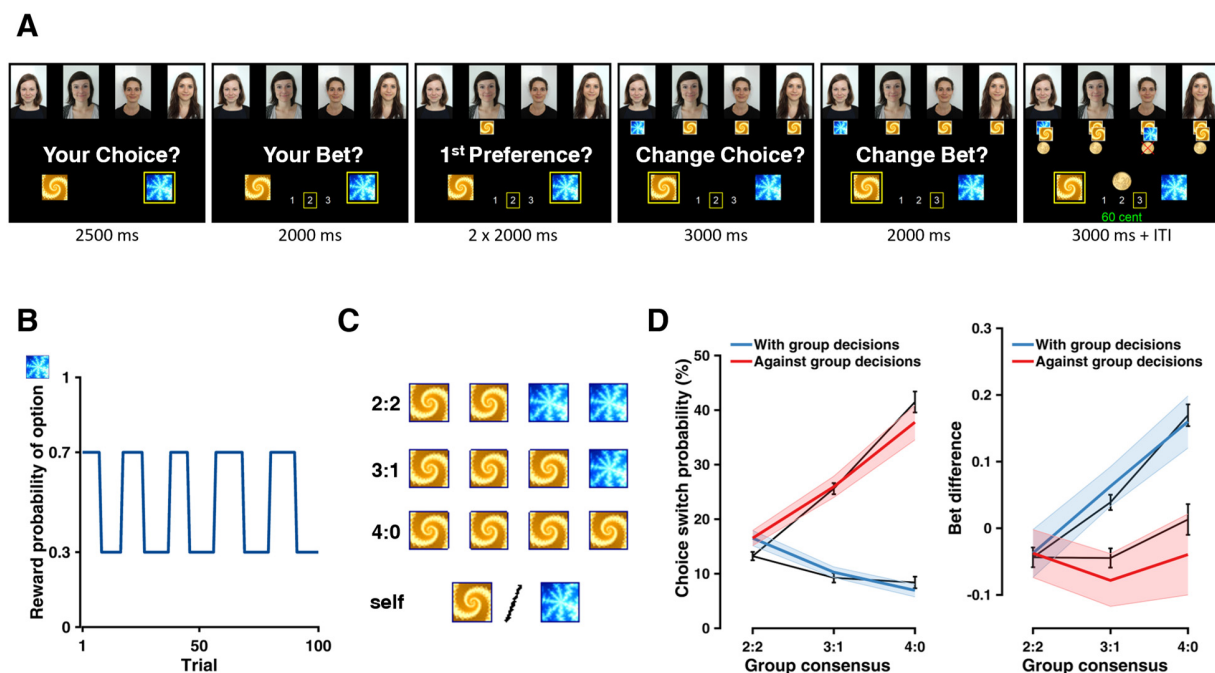 A
Your Choice?
2500 ms
Your Bet?
1 2 3
2000 ms
1st Preference?
1 2 3
2 x 2000 ms
Change Choice?
1 2 3
3000 ms
Change Bet?
1 2 3
2000 ms
1 2 3
60 cent
3000 ms + ITI
B
Reward probability of option
1
0.7
0.3
0
1 50 100
Trial
C
2:2
3:1
4:0
self /
D
With group decisions
Against group decisions
Choice switch probability (%)
50
40
30
20
10
0
2:2 3:1 4:0
Group consensus
With group decisions
Against group decisions
Bet difference
0.3
0.2
0.1
0
-0.1
2:2 3:1 4:0
Group consensus